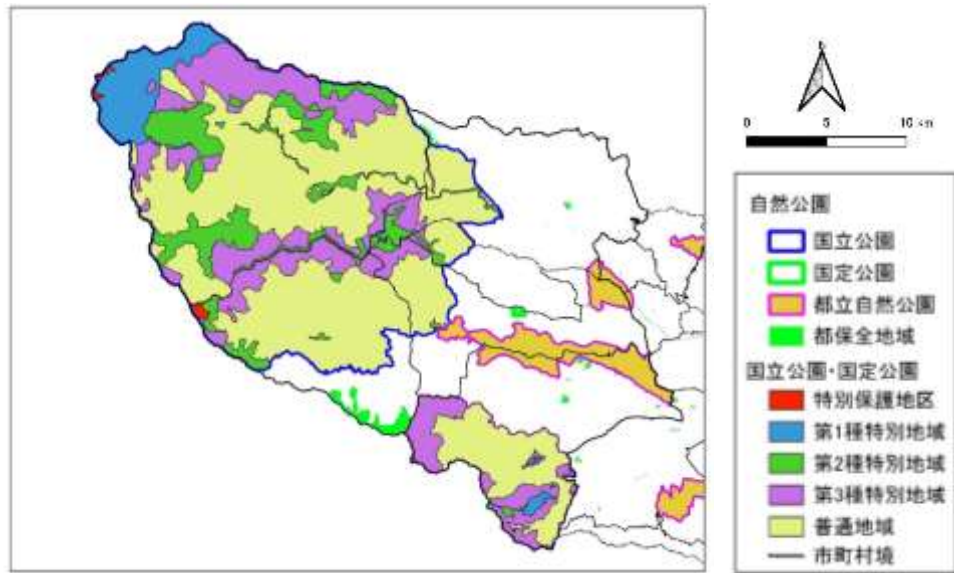 0 5 10 km
自然公園
国立公園
国定公園
都立自然公園
都保全地域
国立公園・国定公園
特別保護地区
第1種特別地域
第2種特別地域
第3種特別地域
普通地域
市町村境